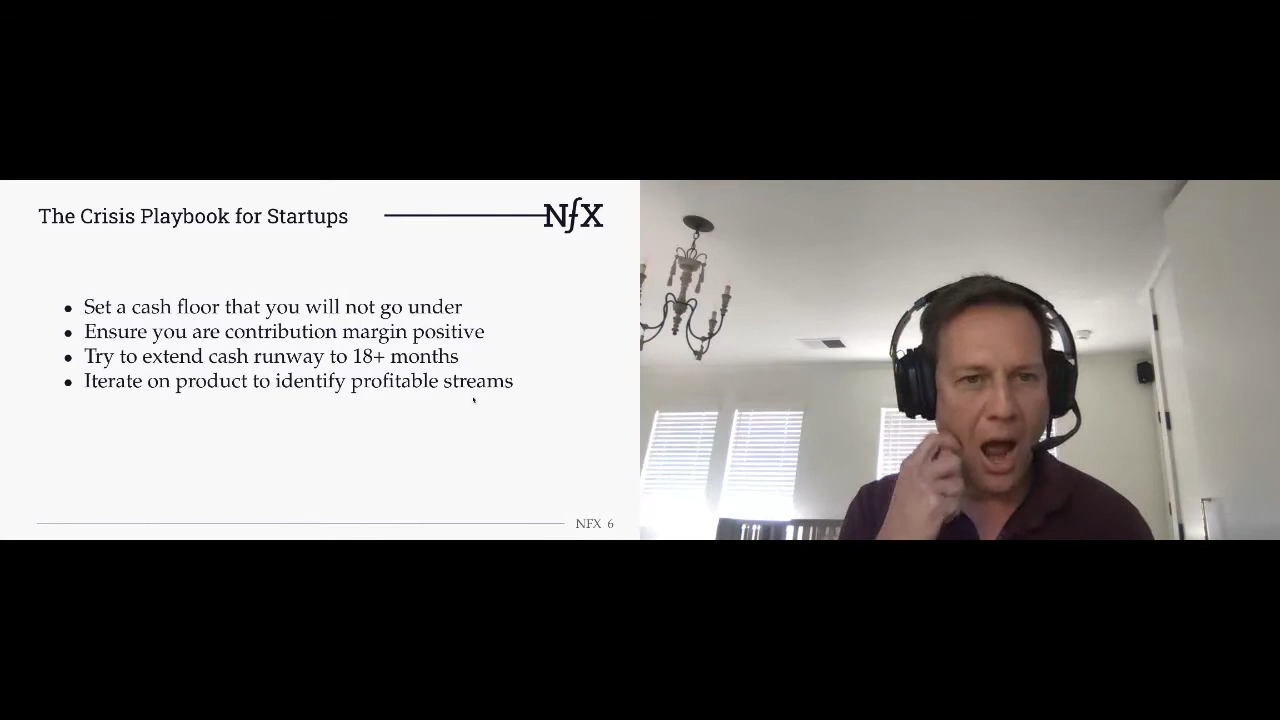 The Crisis Playbook for Startups
NfX
• Set a cash floor that you will not go under
• Ensure you are contribution margin positive
• Try to extend cash runway to 18+ months
• Iterate on product to identify profitable streams
NFX 6